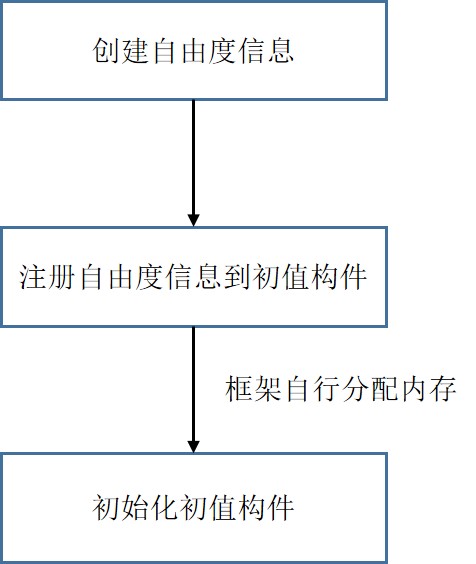 创建自由度信息
注册自由度信息到初值构件
框架自行分配内存
初始化初值构件